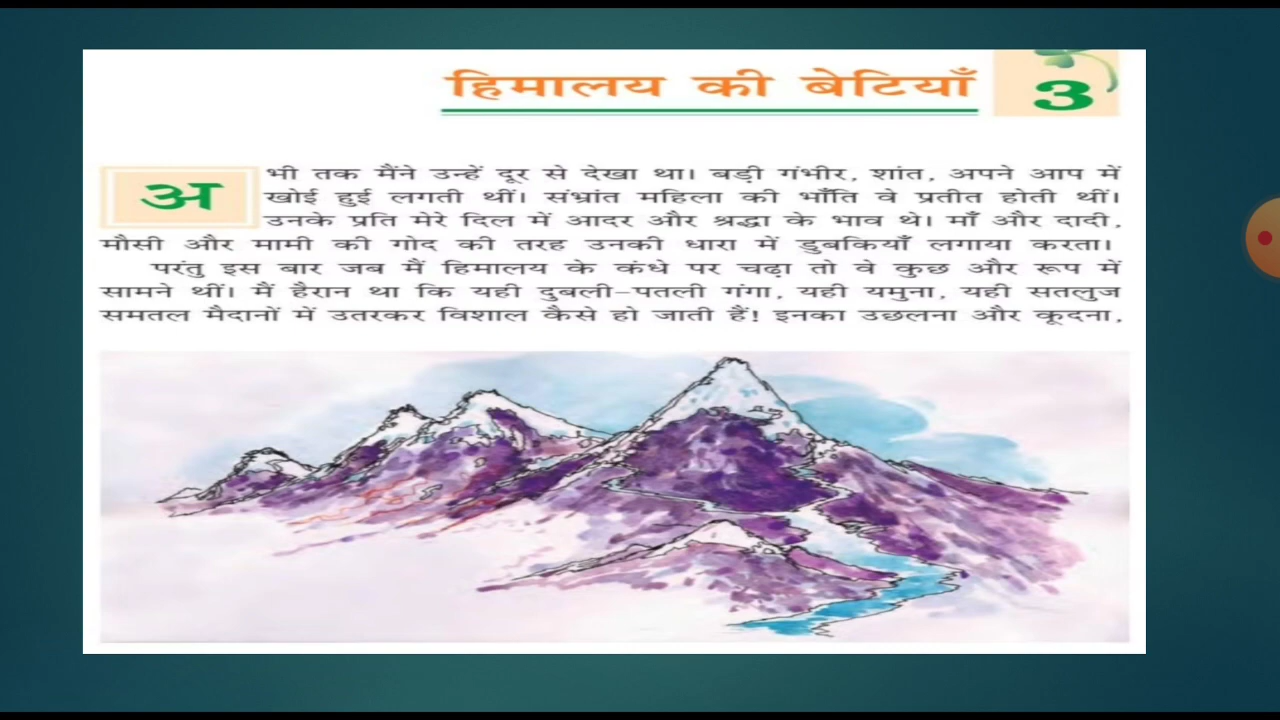 हिमालय की बेटियाँ 3
अभी तक मैंने उन्हें दूर से देखा था। बड़ी गंभीर, शांत, अपने आप में
खोई हुई लगती थीं। संभ्रांत महिला की भाँति वे प्रतीत होती थीं।
उनके प्रति मेरे दिल में आदर और श्रद्धा के भाव थे। माँ और दादी,
मौसी और मामी की गोद की तरह उनकी धारा में डुबकियाँ लगाया करता।
परंतु इस बार जब मैं हिमालय के कंधे पर चढ़ा तो वे कुछ और रूप में
सामने थीं। मैं हैरान था कि यही दुबली-पतली गंगा, यही यमुना, यही सतलुज
समतल मैदानों में उतरकर विशाल कैसे हो जाती हैं! इनका उछलना और कूदना,